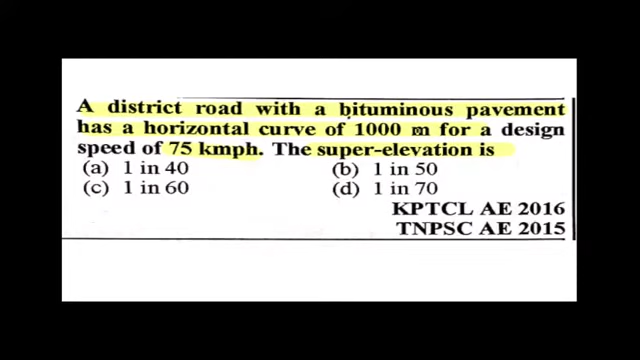 A district road with a bituminous pavement
has a horizontal curve of 1000 m for a design
speed of 75 kmph. The super-elevation is
(a) 1 in 40 (b) 1 in 50
(c) 1 in 60 (d) 1 in 70
KPTCL AE 2016
TNPSC AE 2015